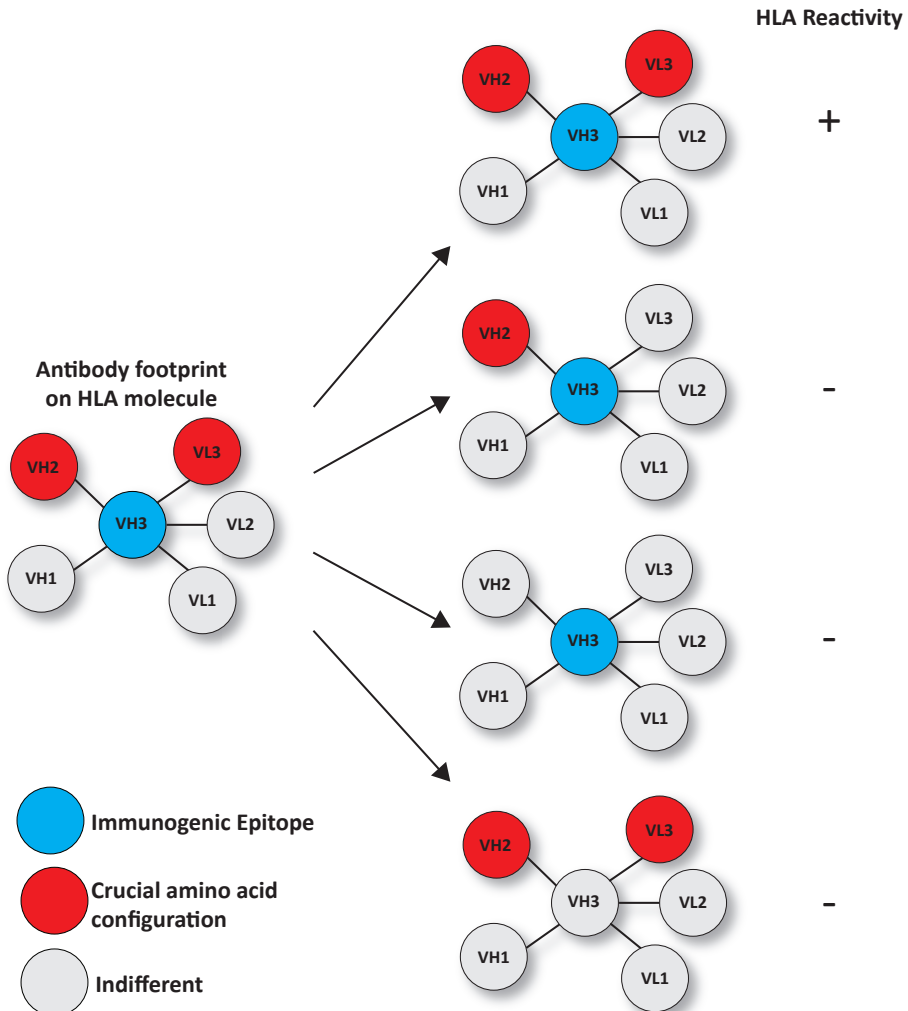 HLA Reactivity
VH2
VL3
VH3
VL2
VH1
VL1
+
VL3
VH2
VH3
VL2
VH1
VL1
-
Antibody footprint
on HLA molecule
VH2
VL3
VH3
VL2
VH1
VL1
VH2
VL3
VH3
VL2
VH1
VL1
-
VH2
VL3
VH3
VL2
VH1
VL1
-
Immunogenic Epitope
Crucial amino acid
configuration
Indifferent